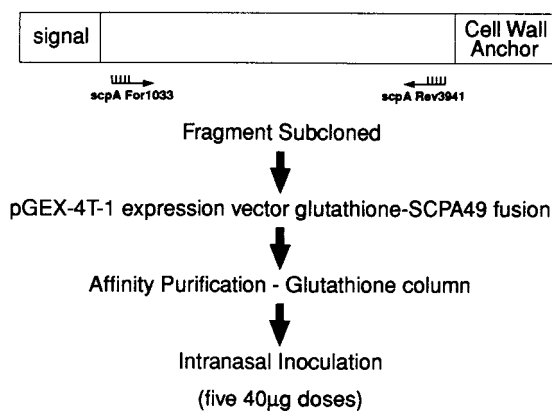 signal
Cell Wall
Anchor
scpA For1033
scpA Rev3941
Fragment Subcloned
pGEX-4T-1 expression vector glutathione-SCPA49 fusion
Affinity Purification - Glutathione column
Intranasal Inoculation
(five 40µg doses)